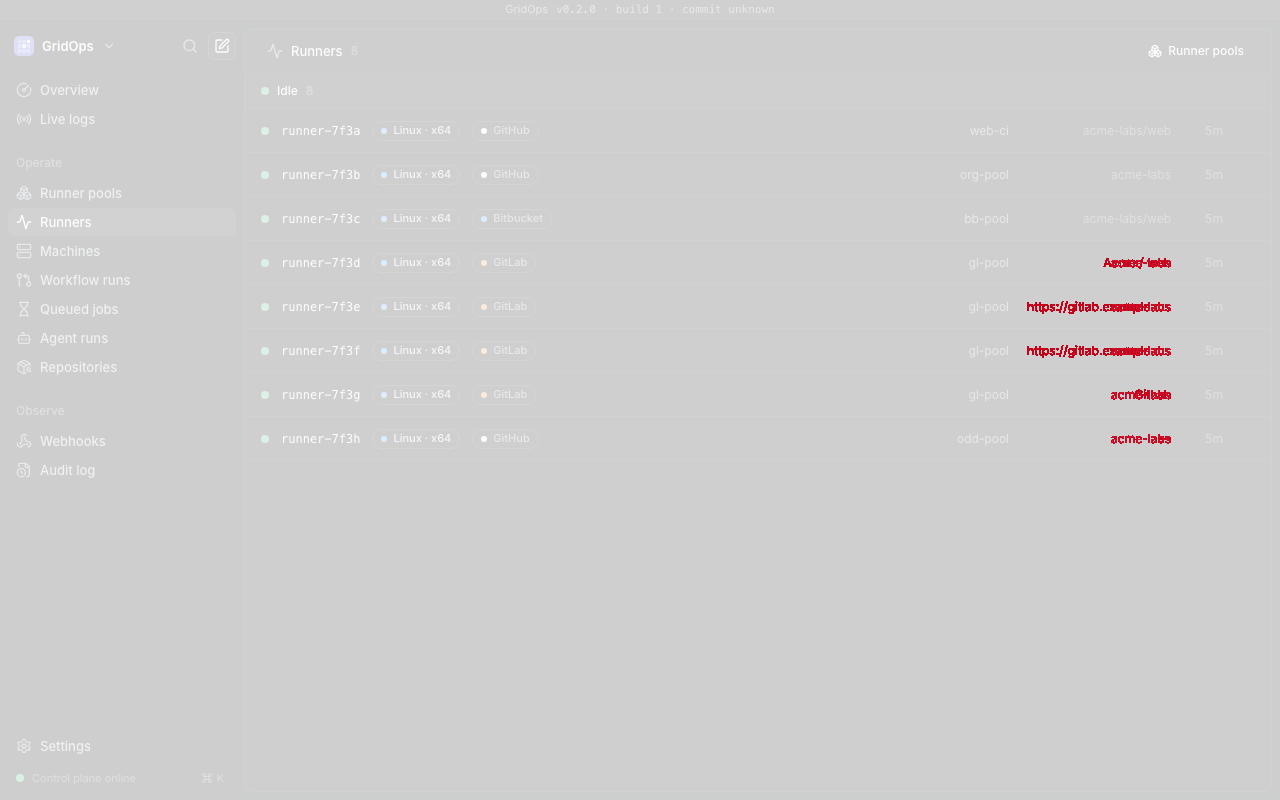 GridOps v0.2.0 · build 1 · commit unknown
GridOps
Overview
Live logs
Operate
Runner pools
Runners
Machines
Workflow runs
Queued jobs
Agent runs
Repositories
Observe
Webhooks
Audit log
Settings
Control plane online ⌘ K
Runners 8
Runner pools
Idle 8
runner-7f3a Linux · x64 GitHub web-ci acme-labs/web 5m
runner-7f3b Linux · x64 GitHub org-pool acme-labs 5m
runner-7f3c Linux · x64 Bitbucket bb-pool acme-labs/web 5m
runner-7f3d Linux · x64 GitLab gl-pool 5m
runner-7f3e Linux · x64 GitLab gl-pool 5m
runner-7f3f Linux · x64 GitLab gl-pool 5m
runner-7f3g Linux · x64 GitLab gl-pool 5m
runner-7f3h Linux · x64 GitHub odd-pool acme-labs 5m